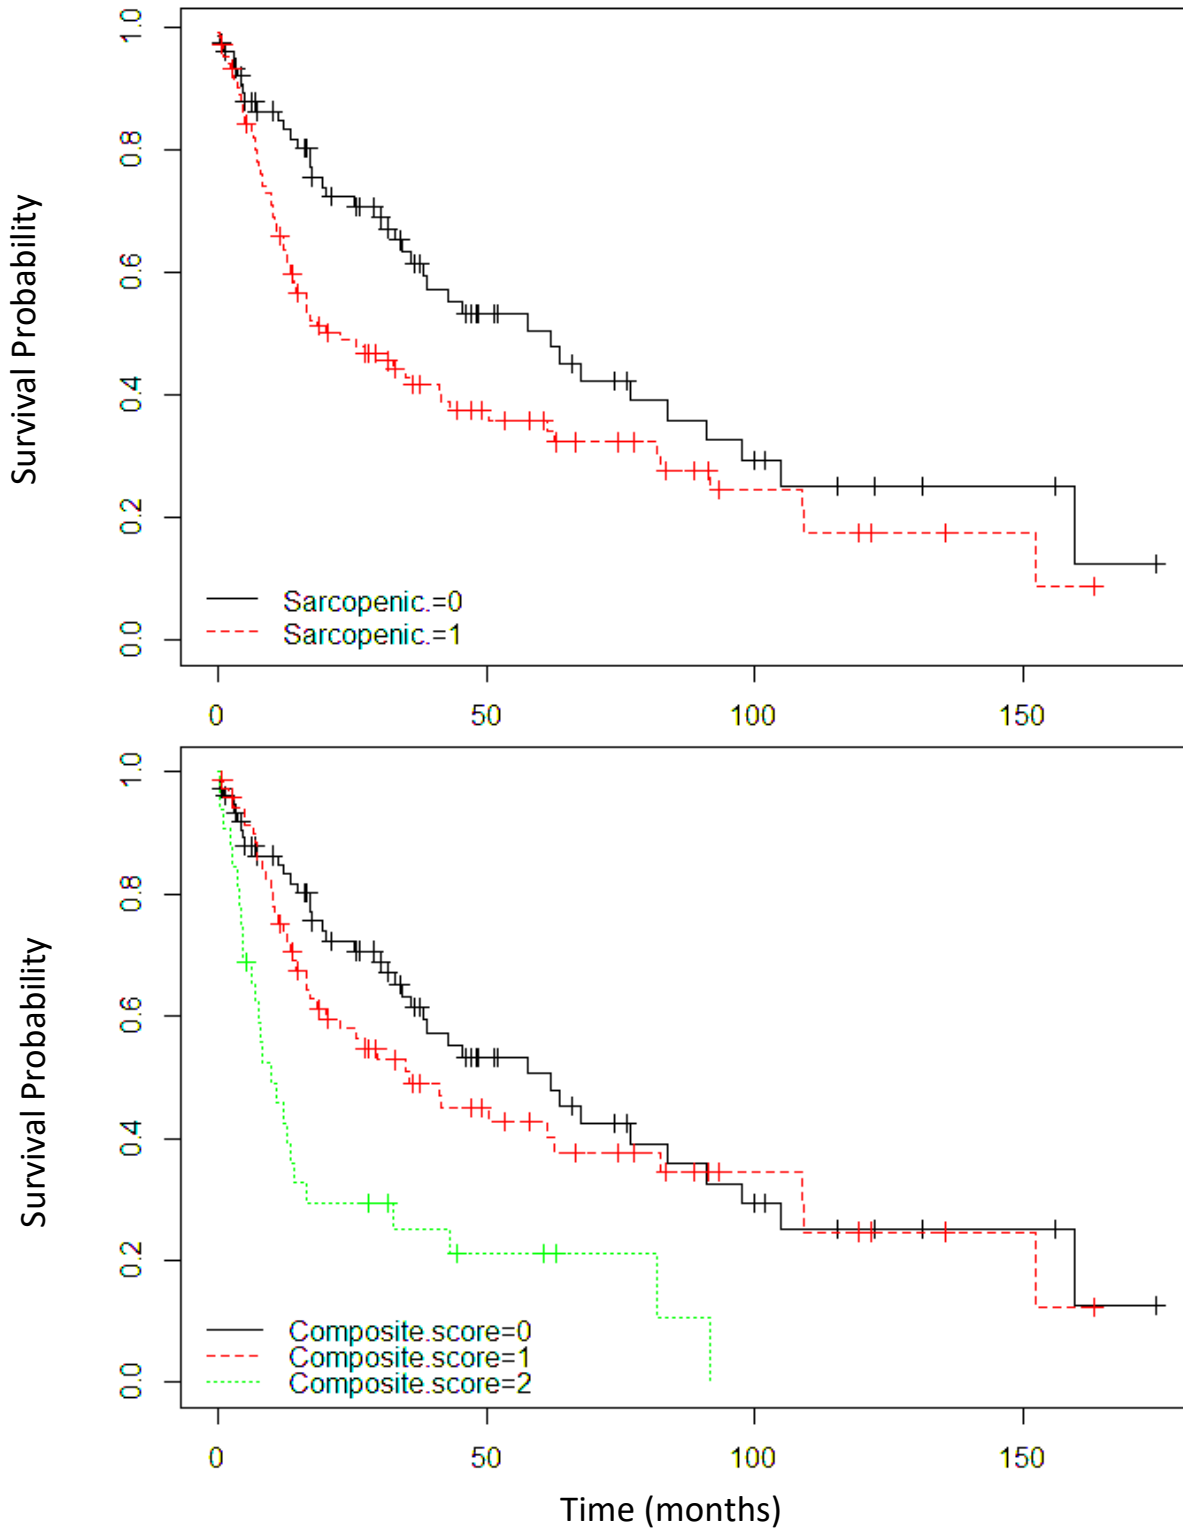 Survival Probability
1.0
0.8
0.6
0.4
0.2
0.0
Sarcopenic.=0
Sarcopenic.=1
0 50 100 150
Survival Probability
1.0
0.8
0.6
0.4
0.2
0.0
Composite.score=0
Composite.score=1
Composite.score=2
0 50 100 150
Time (months)